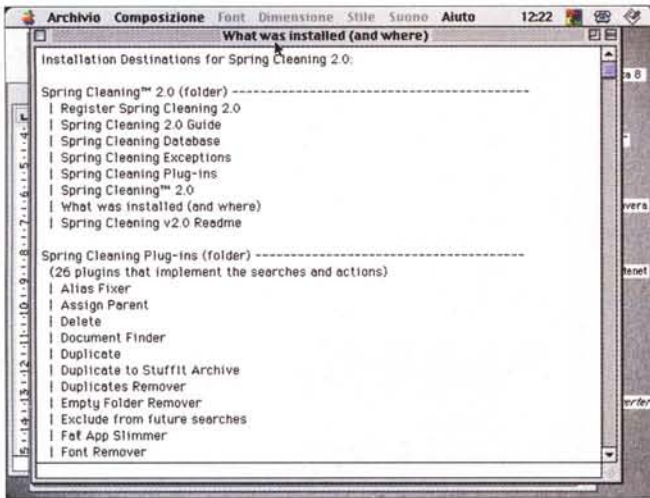 Archivio Composizione Font Dimensione Stile Suono Aiuto 12:22
What was installed (and where)
Installation Destinations for Spring Cleaning 2.0:
Spring Cleaning™ 2.0 (folder) --------------------------------------------------
| Register Spring Cleaning 2.0
| Spring Cleaning 2.0 Guide
| Spring Cleaning Database
| Spring Cleaning Exceptions
| Spring Cleaning Plug-ins
| Spring Cleaning™ 2.0
| What was installed (and where)
| Spring Cleaning v2.0 Readme
Spring Cleaning Plug-ins (folder) --------------------------------------------
(26 plugins that implement the searches and actions)
| Alias Fixer
| Assign Parent
| Delete
| Document Finder
| Duplicate
| Duplicate to StuffIt Archive
| Duplicates Remover
| Empty Folder Remover
| Exclude from future searches
| Fat App Slimmer
| Font Remover